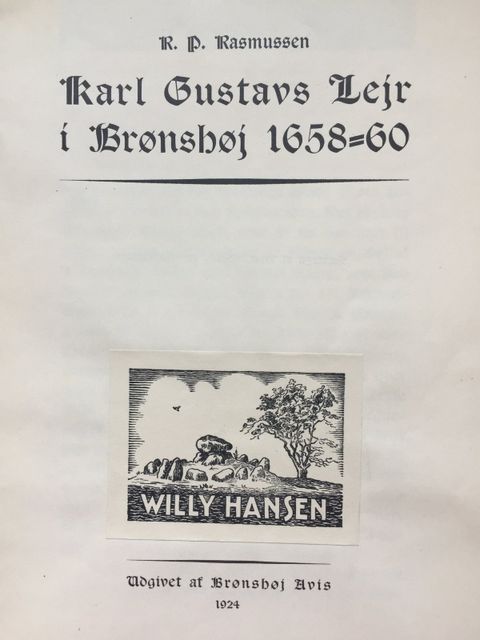 R. P. Rasmussen
Karl Gustavs Lejr
i Brønshøj 1658=60
WILLY HANSEN
Udgivet af Brønshøj Avis
1924